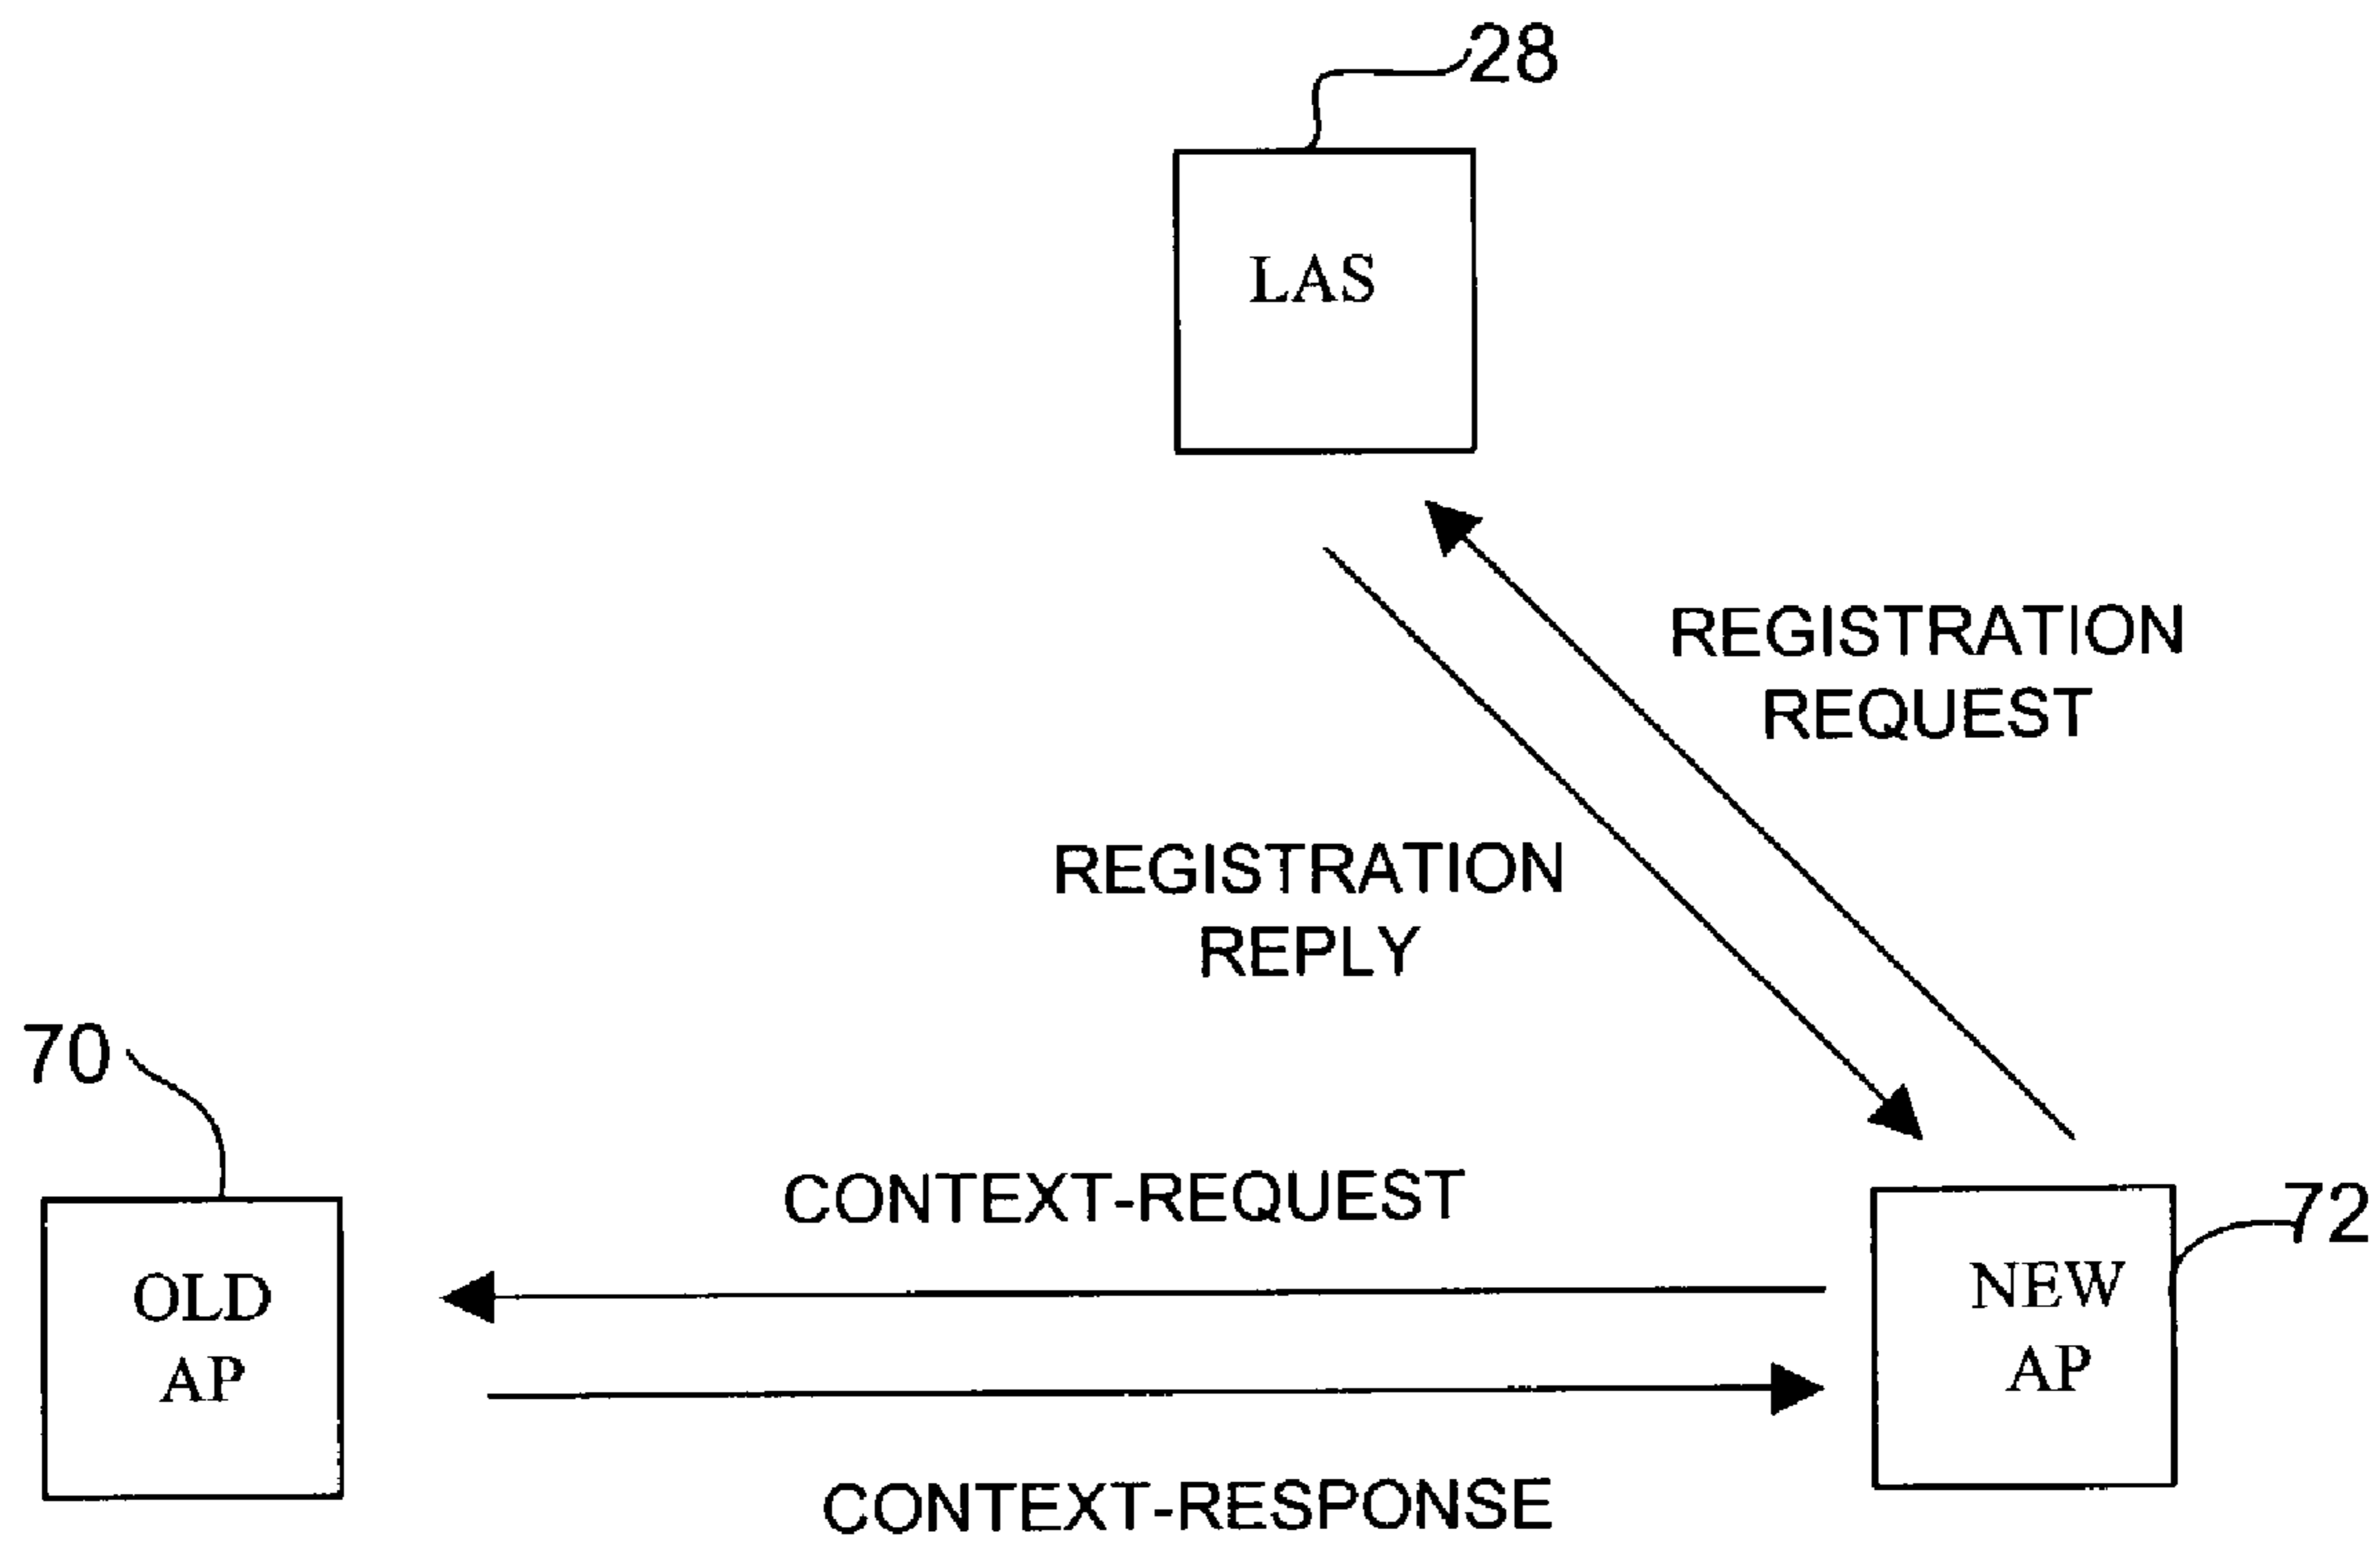 28
LAS
REGISTRATION
REQUEST
REGISTRATION
REPLY
70
CONTEXT-REQUEST
72
OLD
AP
NEW
AP
CONTEXT-RESPONSE